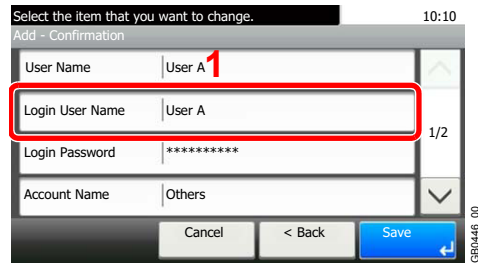 Select the item that you want to change. 10:10
Add - Confirmation
User Name User A 1
Login User Name User A
1/2
Login Password **********
Account Name Others
Cancel < Back Save
GB0446_00